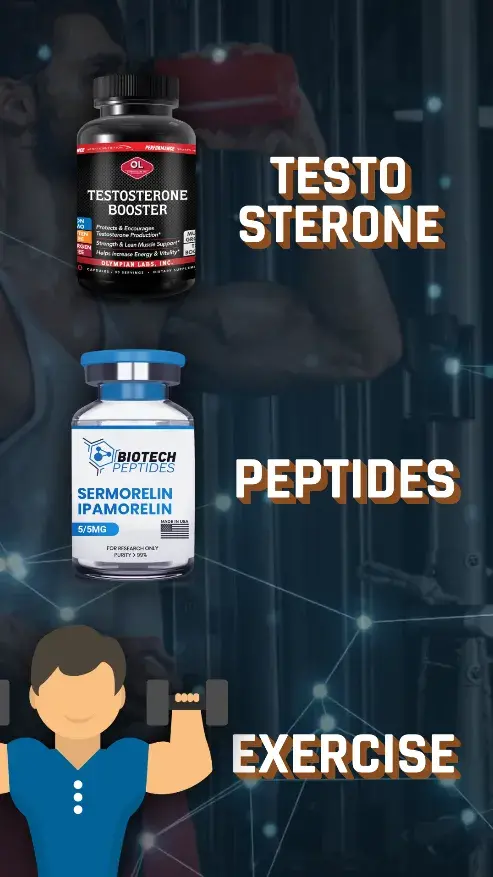 PERFORMANCE
OL
TESTOSTERONE
BOOSTER
Protects & Encourages
Testosterone Production*
Strength & Lean Muscle Support*
Helps Increase Energy & Vitality*
OLYMPIAN LABS, INC.
TESTO
STERONE
BIOTECH
PEPTIDES
SERMORELIN
IPAMORELIN
5/5MG
MADE IN USA
FOR RESEARCH ONLY
PURITY > 99%
PEPTIDES
EXERCISE